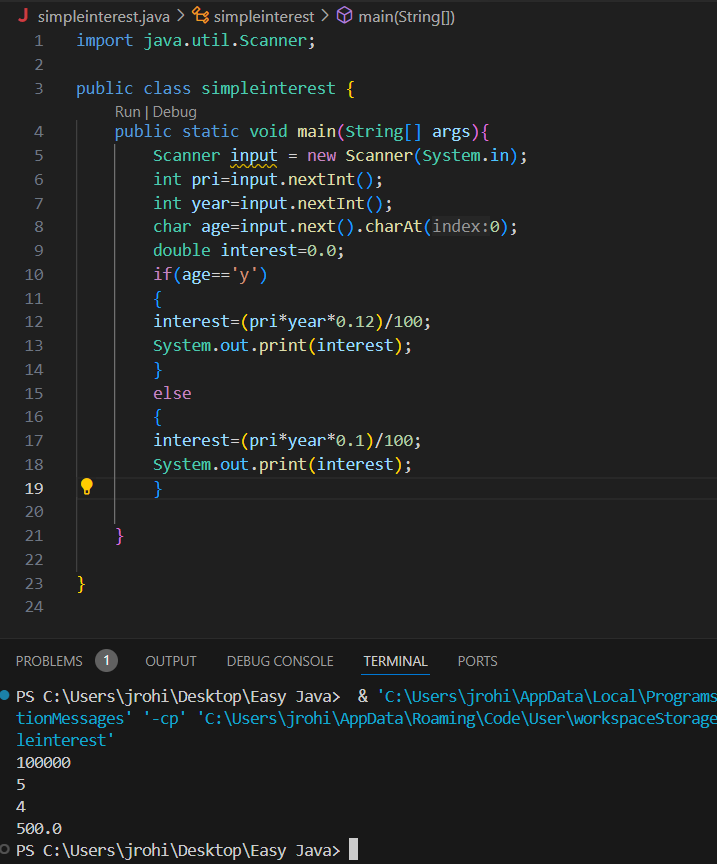 simpleinterest.java > simpleinterest > main(String[])
1 import java.util.Scanner;
2
3 public class simpleinterest {
Run | Debug
4 public static void main(String[] args){
5 Scanner input = new Scanner(System.in);
6 int pri=input.nextInt();
7 int year=input.nextInt();
8 char age=input.next().charAt(index:0);
9 double interest=0.0;
10 if(age=='y')
11 {
12 interest=(pri*year*0.12)/100;
13 System.out.print(interest);
14 }
15 else
16 {
17 interest=(pri*year*0.1)/100;
18 System.out.print(interest);
19 }
20
21 }
22
23 }
24
PROBLEMS 1 OUTPUT DEBUG CONSOLE TERMINAL PORTS
PS C:\Users\jrohi\Desktop\Easy Java>  & 'C:\Users\jrohi\AppData\Local\Programs
tionMessages' '-cp' 'C:\Users\jrohi\AppData\Roaming\Code\User\workspaceStorage
leinterest'
100000
5
4
500.0
PS C:\Users\jrohi\Desktop\Easy Java>